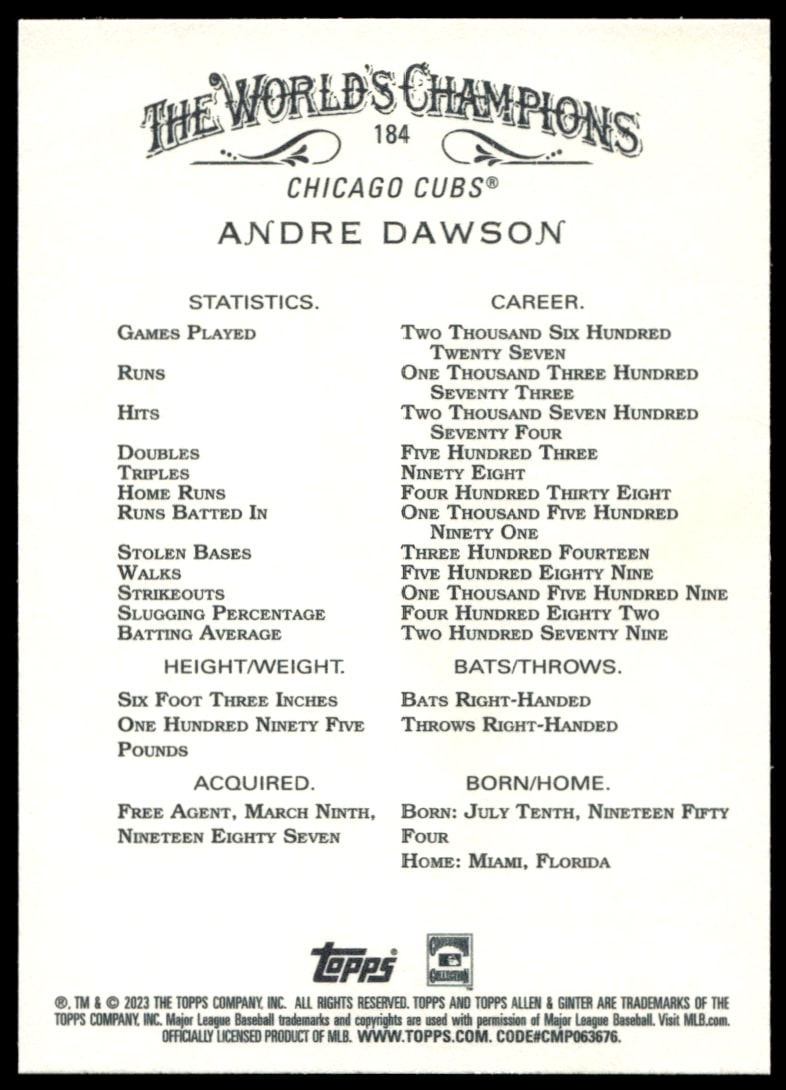 THE WORLD'S CHAMPIONS
184
CHICAGO CUBS®
ANDRE DAWSON
STATISTICS. CAREER.
GAMES PLAYED TWO THOUSAND SIX HUNDRED
TWENTY SEVEN
RUNS ONE THOUSAND THREE HUNDRED
SEVENTY THREE
HITS TWO THOUSAND SEVEN HUNDRED
SEVENTY FOUR
DOUBLES FIVE HUNDRED THREE
TRIPLES NINETY EIGHT
HOME RUNS FOUR HUNDRED THIRTY EIGHT
RUNS BATTED IN ONE THOUSAND FIVE HUNDRED
NINETY ONE
STOLEN BASES THREE HUNDRED FOURTEEN
WALKS FIVE HUNDRED EIGHTY NINE
STRIKEOUTS ONE THOUSAND FIVE HUNDRED NINE
SLUGGING PERCENTAGE FOUR HUNDRED EIGHTY TWO
BATTING AVERAGE TWO HUNDRED SEVENTY NINE
HEIGHT/WEIGHT. BATS/THROWS.
SIX FOOT THREE INCHES BATS RIGHT-HANDED
ONE HUNDRED NINETY FIVE THROWS RIGHT-HANDED
POUNDS
ACQUIRED. BORN/HOME.
FREE AGENT, MARCH NINTH, BORN: JULY TENTH, NINETEEN FIFTY
NINETEEN EIGHTY SEVEN FOUR
HOME: MIAMI, FLORIDA
topps® COOPERSTOWN COLLECTION™
®, TM & © 2023 THE TOPPS COMPANY, INC. ALL RIGHTS RESERVED. TOPPS AND TOPPS ALLEN & GINTER ARE TRADEMARKS OF THE
TOPPS COMPANY, INC. Major League Baseball trademarks and copyrights are used with permission of Major League Baseball. Visit MLB.com.
OFFICIALLY LICENSED PRODUCT OF MLB. WWW.TOPPS.COM. CODE#CMP063676.